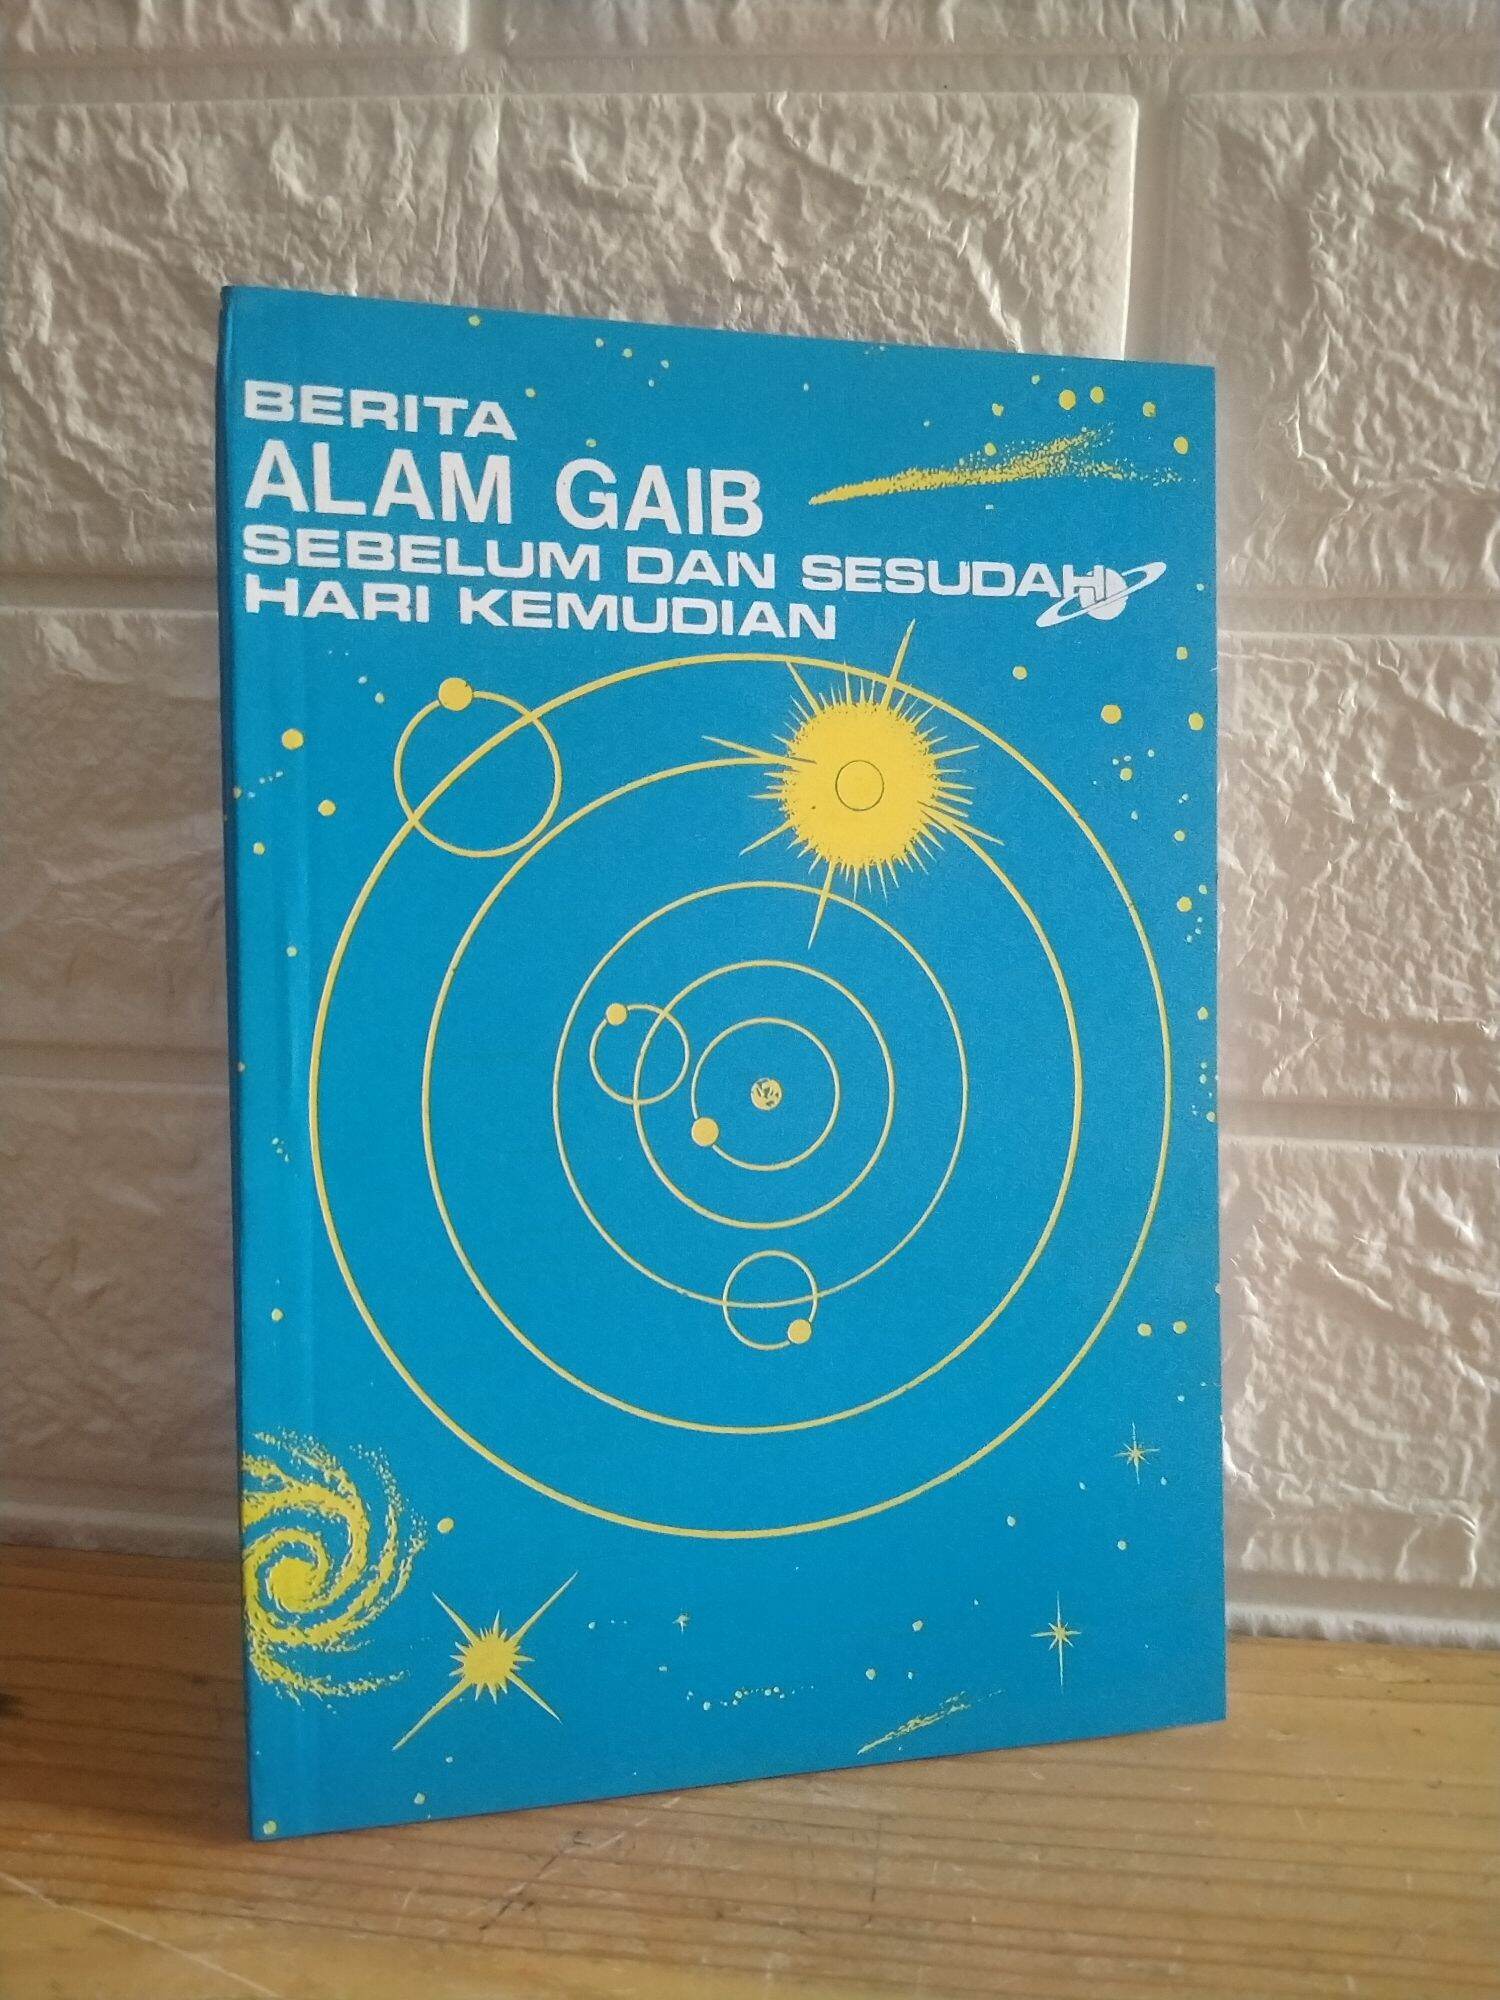 BERITA
ALAM GAIB
SEBELUM DAN SESUDAH
HARI KEMUDIAN